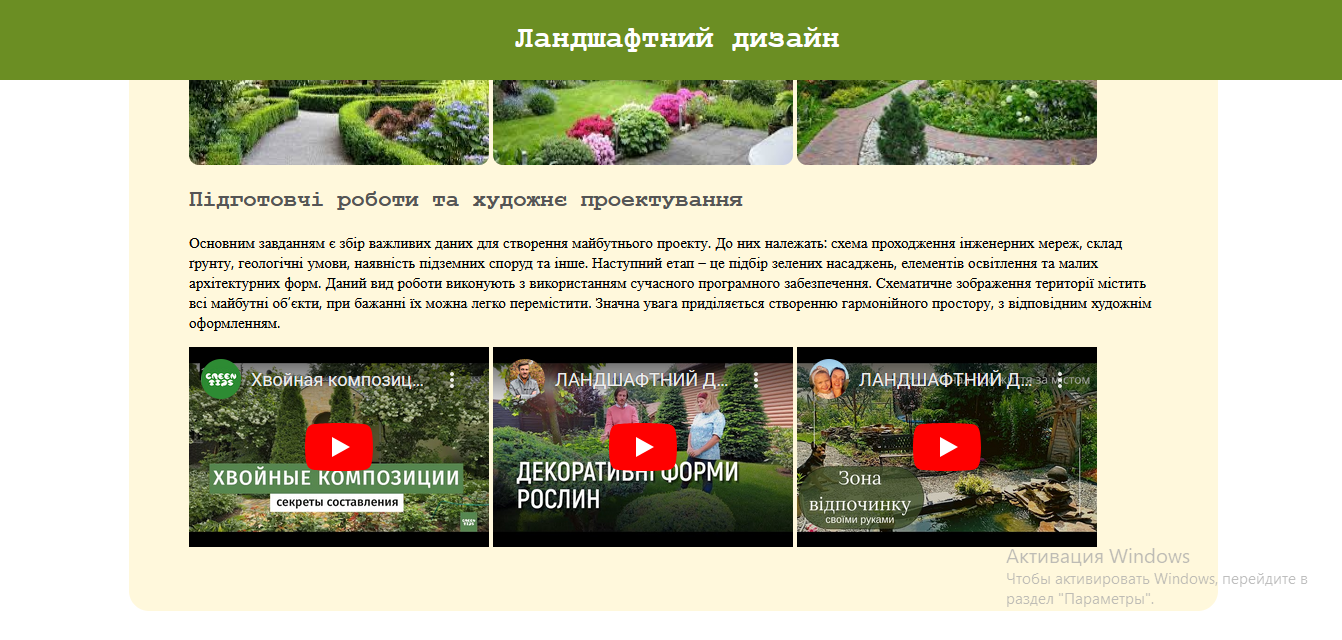 Ландшафтний дизайн
Підготовчі роботи та художнє проектування
Основним завданням є збір важливих даних для створення майбутнього проекту. До них належать: схема проходження інженерних мереж, склад
ґрунту, геологічні умови, наявність підземних споруд та інше. Наступний етап – це підбір зелених насаджень, елементів освітлення та малих
архітектурних форм. Даний вид роботи виконують з використанням сучасного програмного забезпечення. Схематичне зображення території містить
всі майбутні об'єкти, при бажанні їх можна легко перемістити. Значна увага приділяється створенню гармонійного простору, з відповідним художнім
оформленням.
GREEN
Хвойная композиц...
ХВОЙНЫЕ КОМПОЗИЦИИ
секреты составления
ЛАНДШАФТНИЙ Д...
ДЕКОРАТИВНІ ФОРМИ
РОСЛИН
ЛАНДШАФТНИЙ Д...
за містом
Зона
відпочинку
своїми руками
Активация Windows
Чтобы активировать Windows, перейдите в
раздел "Параметры".